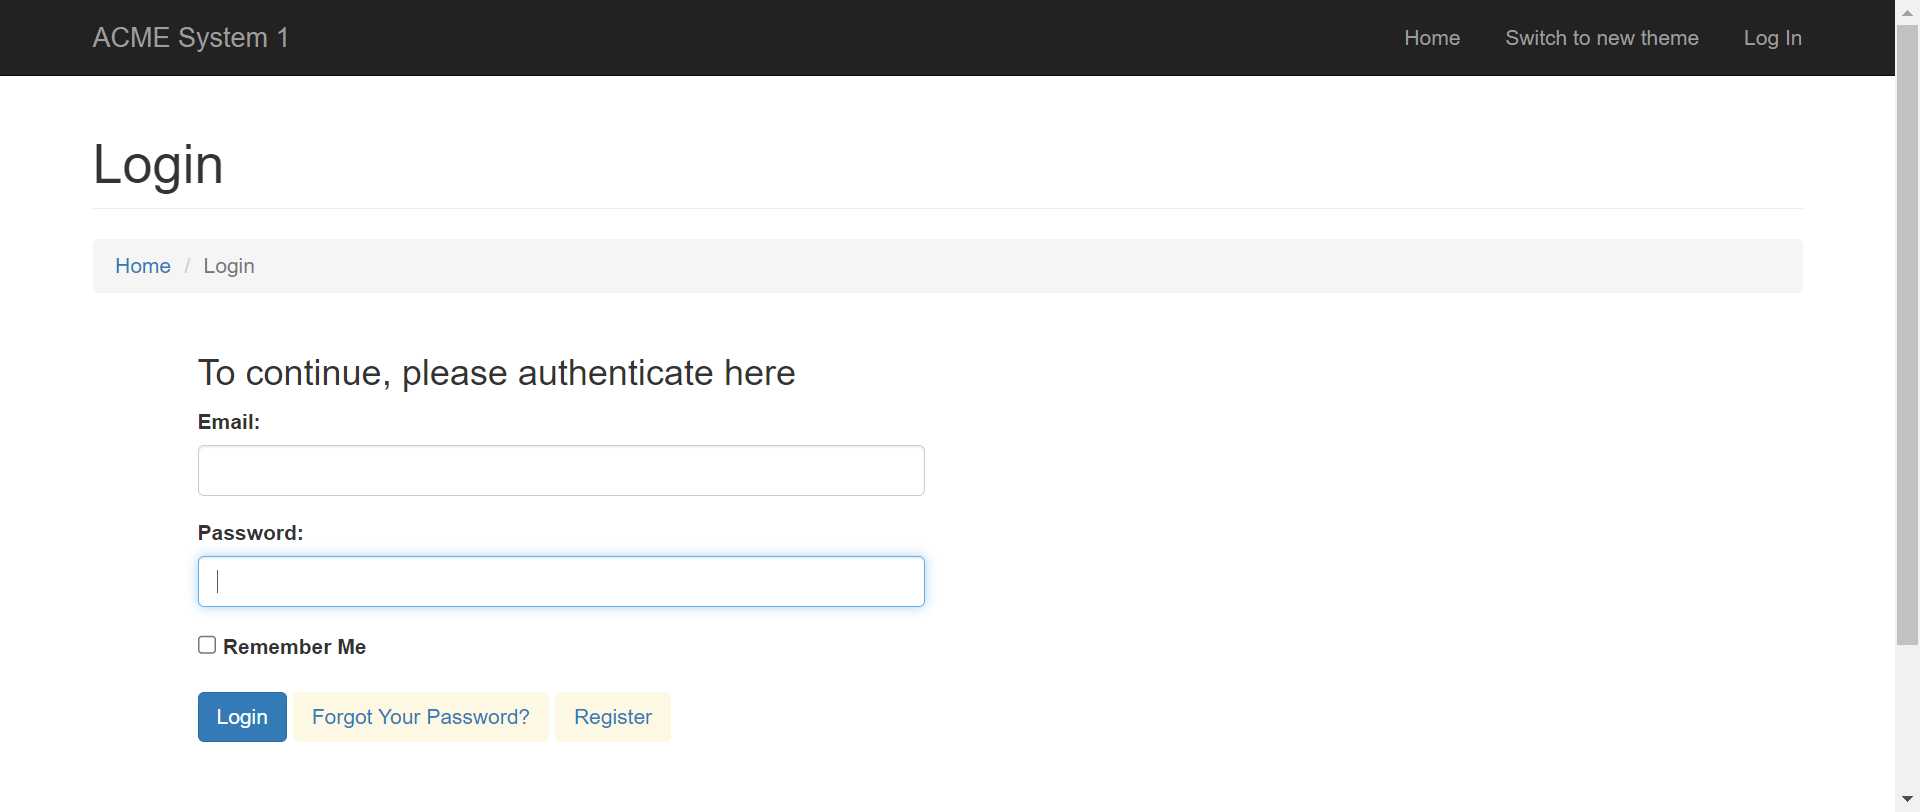 ACME System 1 Home Switch to new theme Log In
Login
Home / Login
To continue, please authenticate here
Email:
Password:
Remember Me
Login Forgot Your Password? Register